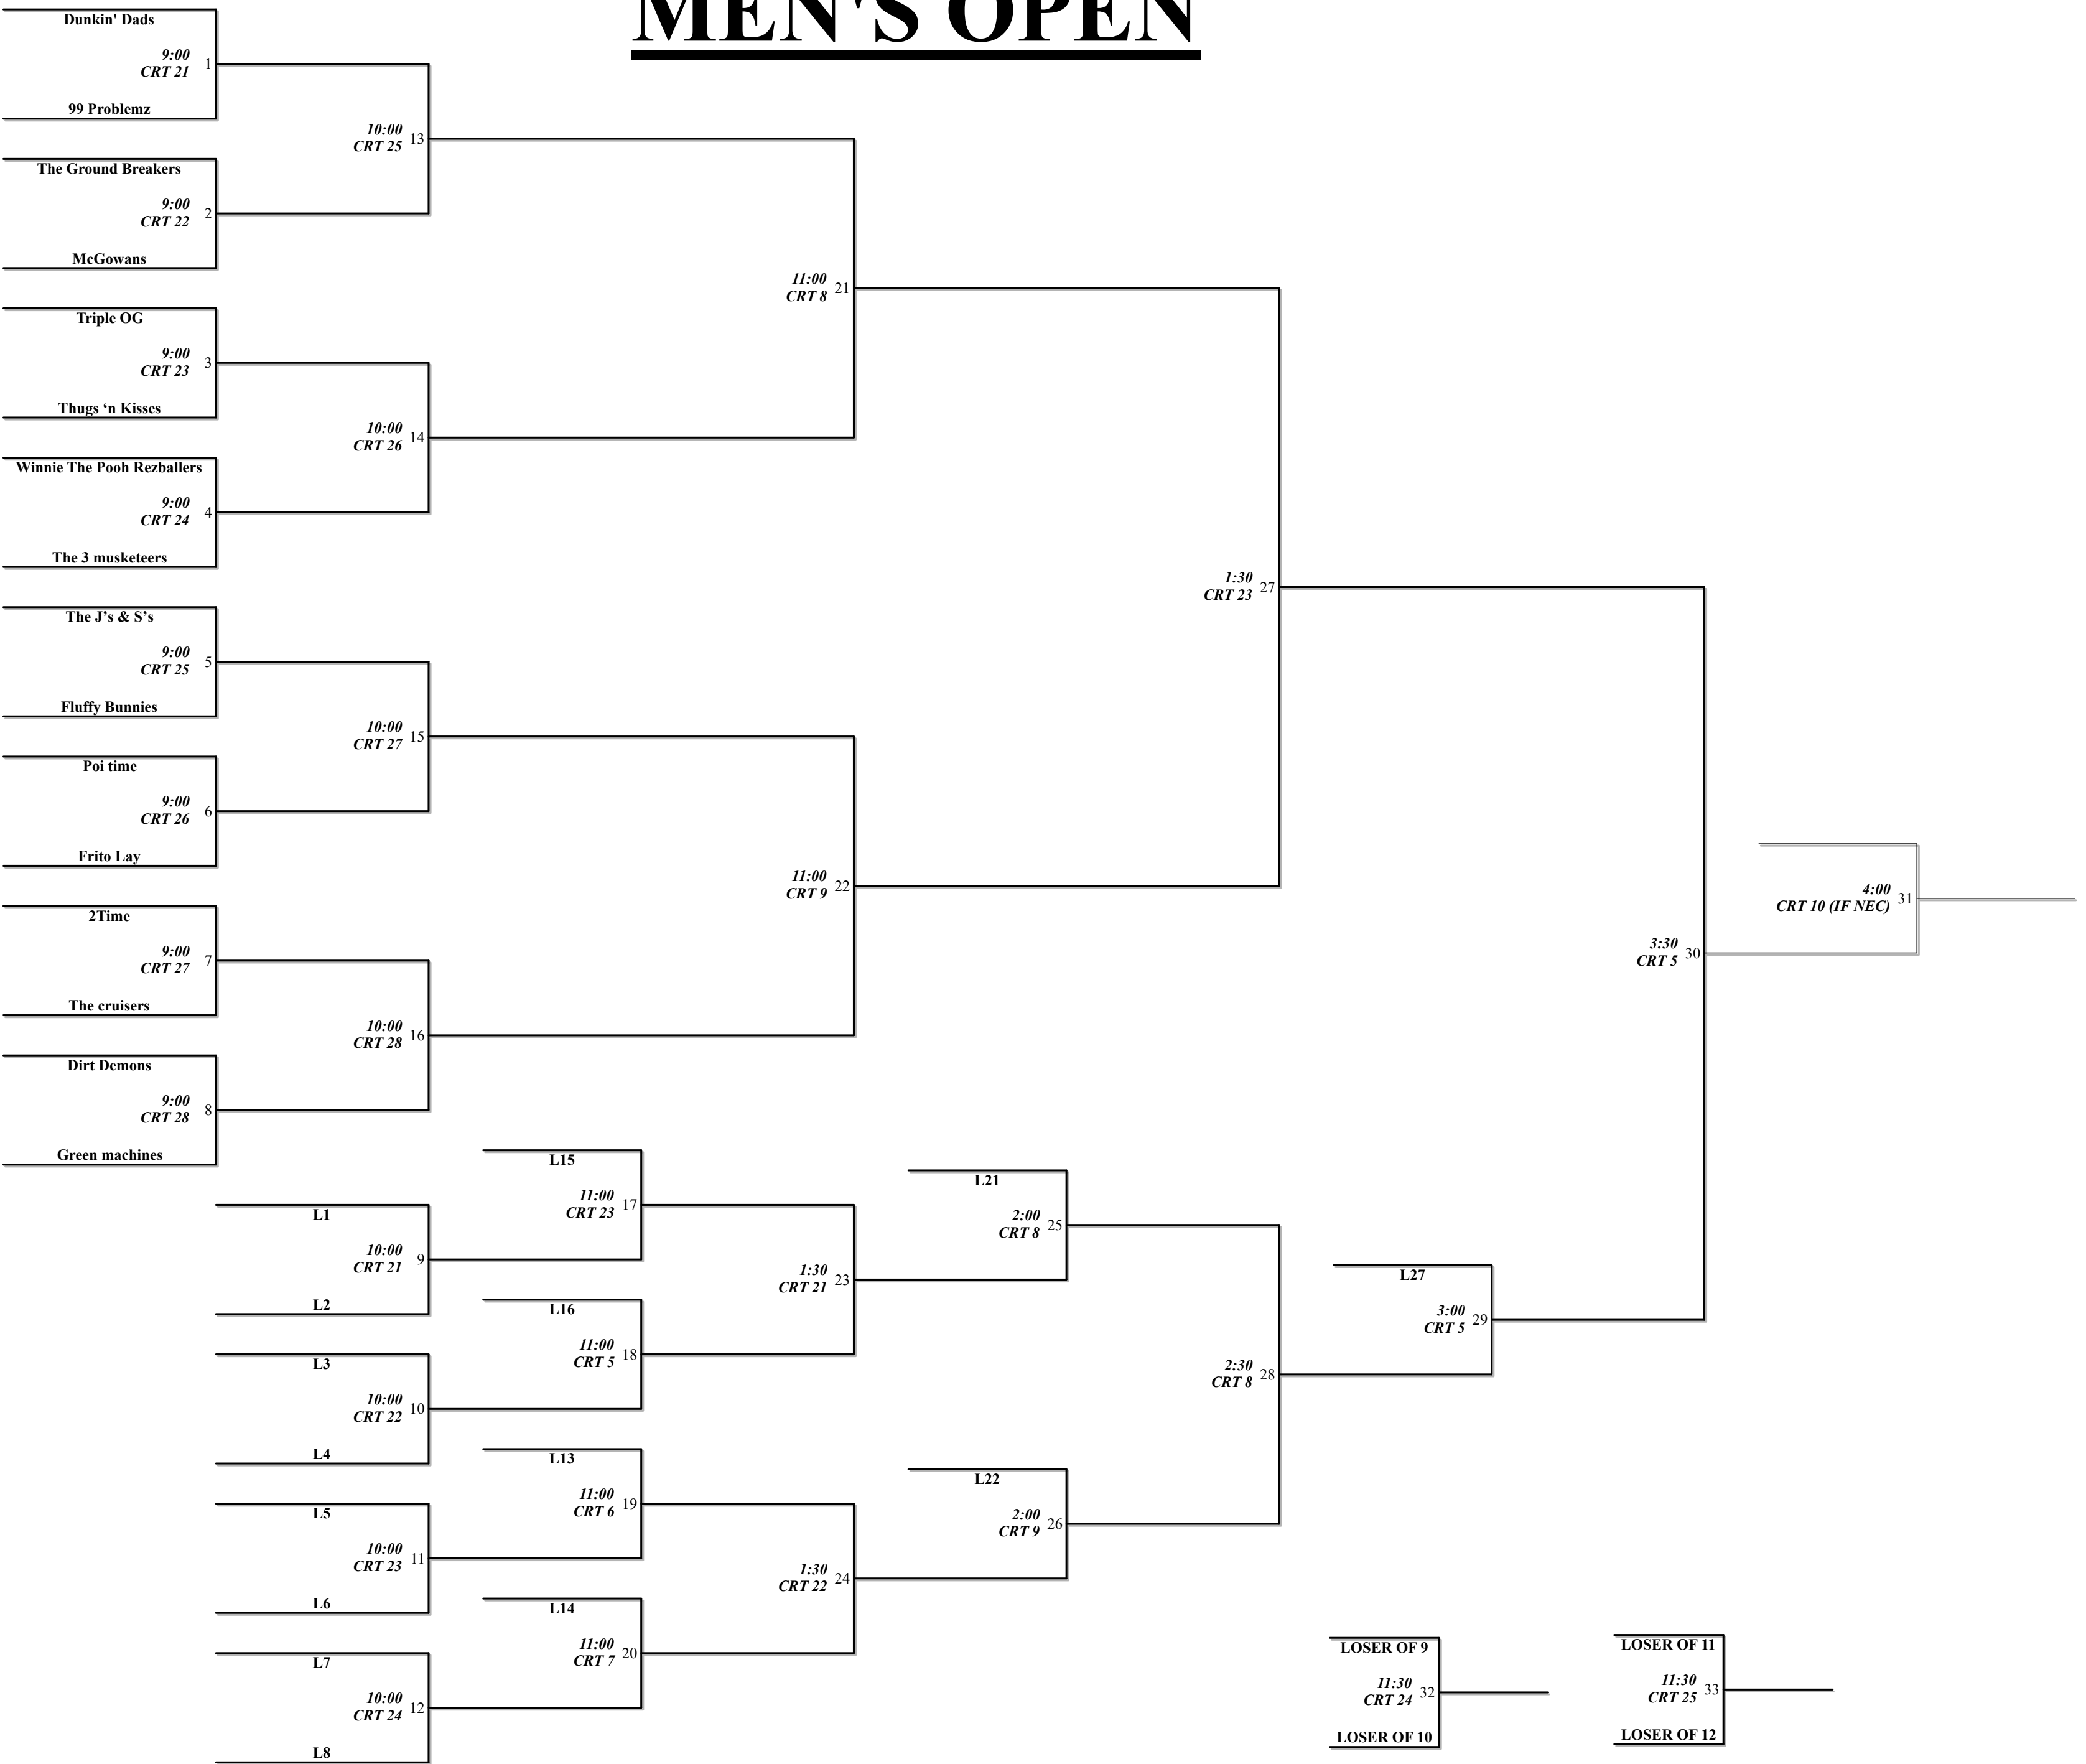 MEN'S OPEN
Dunkin' Dads
9:00
CRT 21 1
99 Problemz
10:00
CRT 25 13
The Ground Breakers
9:00
CRT 22 2
McGowans
11:00
CRT 8 21
Triple OG
9:00
CRT 23 3
Thugs ‘n Kisses
10:00
CRT 26 14
Winnie The Pooh Rezballers
9:00
CRT 24 4
The 3 musketeers
1:30
CRT 23 27
The J’s & S’s
9:00
CRT 25 5
Fluffy Bunnies
10:00
CRT 27 15
Poi time
9:00
CRT 26 6
Frito Lay
11:00
CRT 9 22
4:00
CRT 10 (IF NEC) 31
2Time
9:00
CRT 27 7
The cruisers
3:30
CRT 5 30
10:00
CRT 28 16
Dirt Demons
9:00
CRT 28 8
Green machines
L15
11:00
CRT 23 17
L21
2:00
CRT 8 25
L1
10:00
CRT 21 9
L2
1:30
CRT 21 23
L27
3:00
CRT 5 29
L16
11:00
CRT 5 18
L3
10:00
CRT 22 10
L4
2:30
CRT 8 28
L13
11:00
CRT 6 19
L22
2:00
CRT 9 26
L5
10:00
CRT 23 11
L6
1:30
CRT 22 24
L14
11:00
CRT 7 20
L7
10:00
CRT 24 12
L8
LOSER OF 9
11:30
CRT 24 32
LOSER OF 10
LOSER OF 11
11:30
CRT 25 33
LOSER OF 12